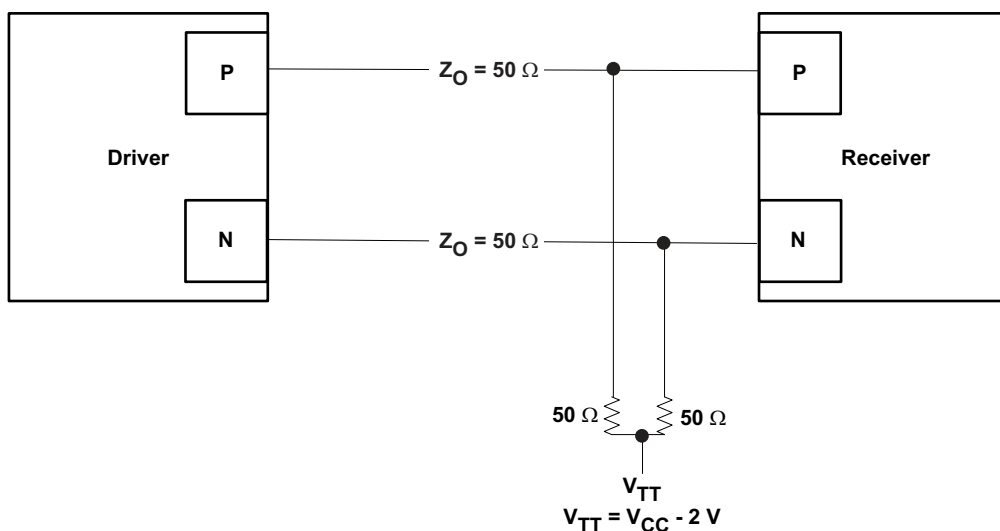 P
Z_O = 50 Ω
P
Driver
Receiver
N
Z_O = 50 Ω
N
50 Ω
50 Ω
V_TT
V_TT = V_CC - 2 V